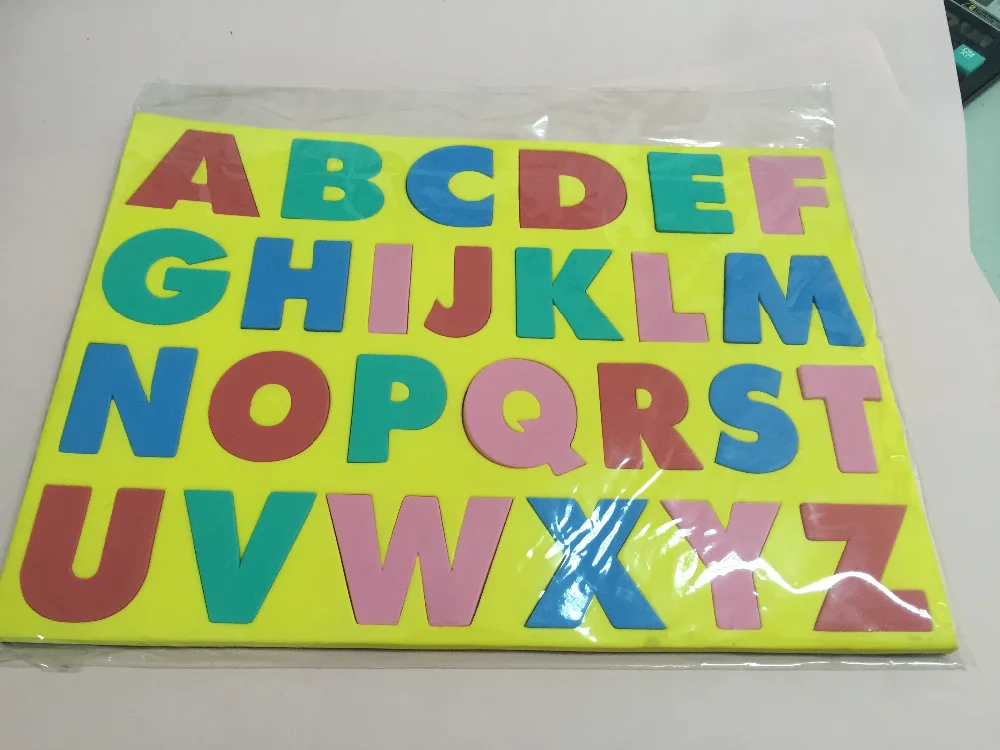 ABCDEF
GHIJKLM
NOPQRST
UVWXYZ